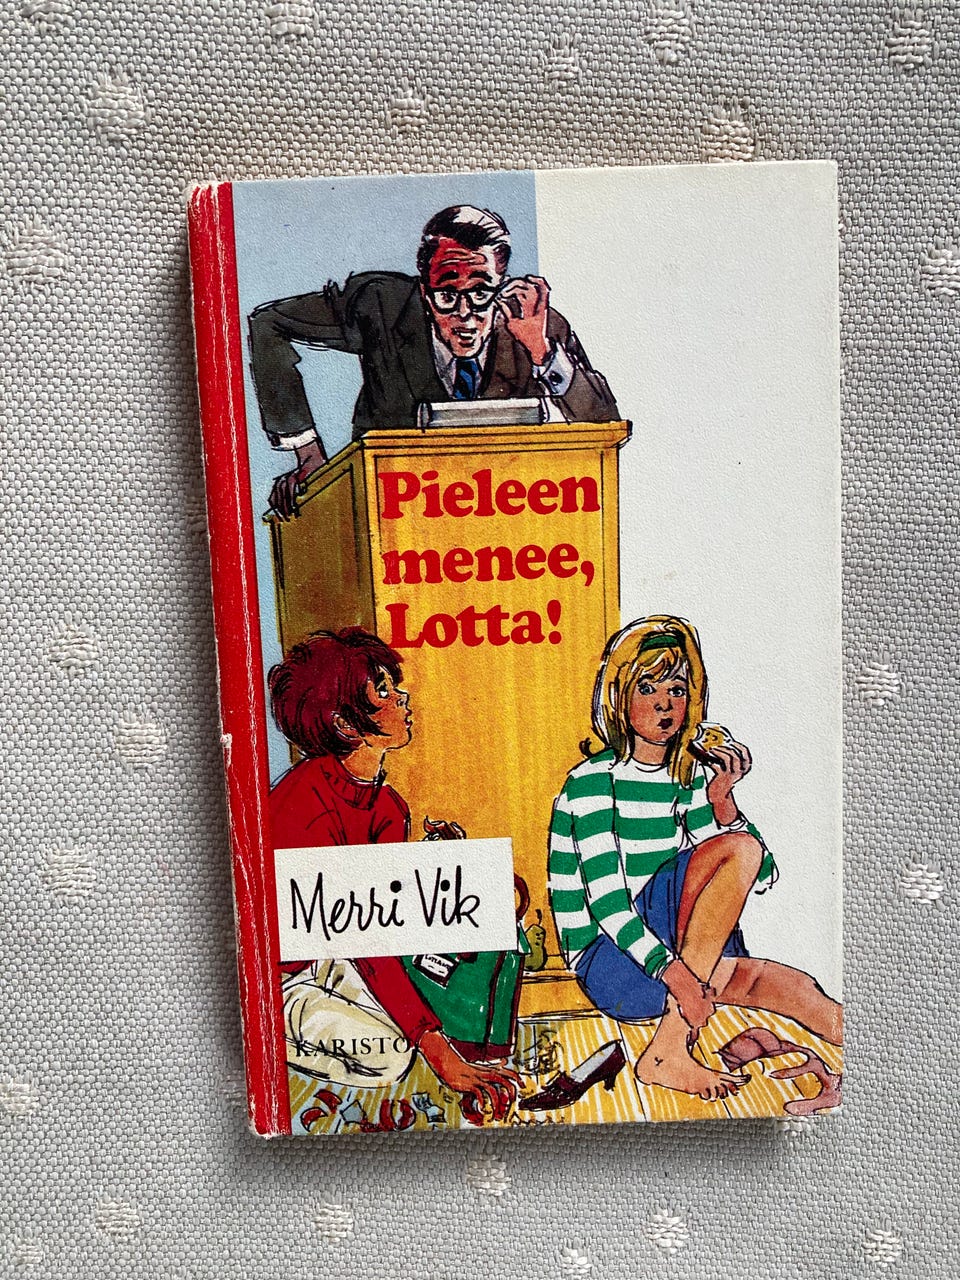 Pieleen
menee,
Lotta!
Merri Vik
KARISTO